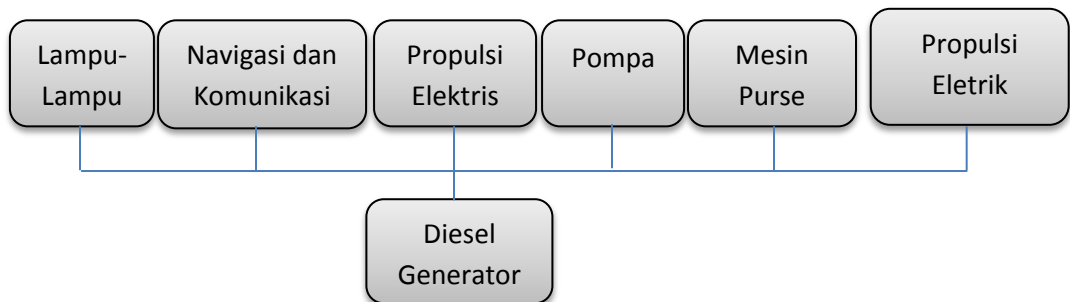 Lampu-
Lampu
Navigasi dan
Komunikasi
Propulsi
Elektris
Pompa
Mesin
Purse
Propulsi
Eletrik
Diesel
Generator